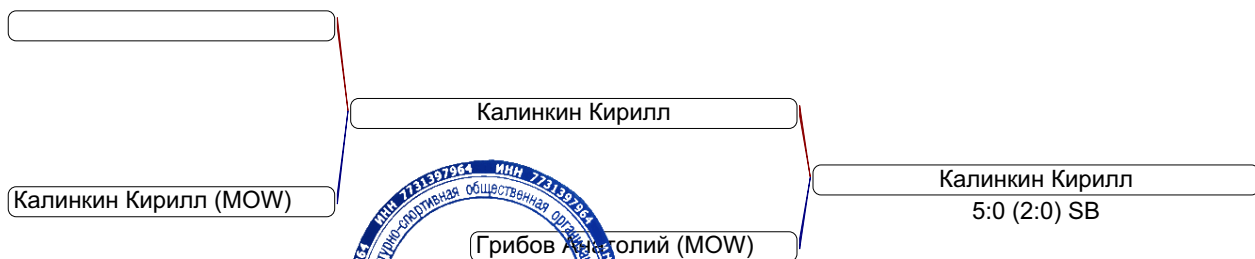 Калинкин Кирилл
Калинкин Кирилл
5:0 (2:0) SB
Калинкин Кирилл (MOW)
Грибов Анатолий (MOW)
ИНН 7731397964 ИНН 7731397964
общественная